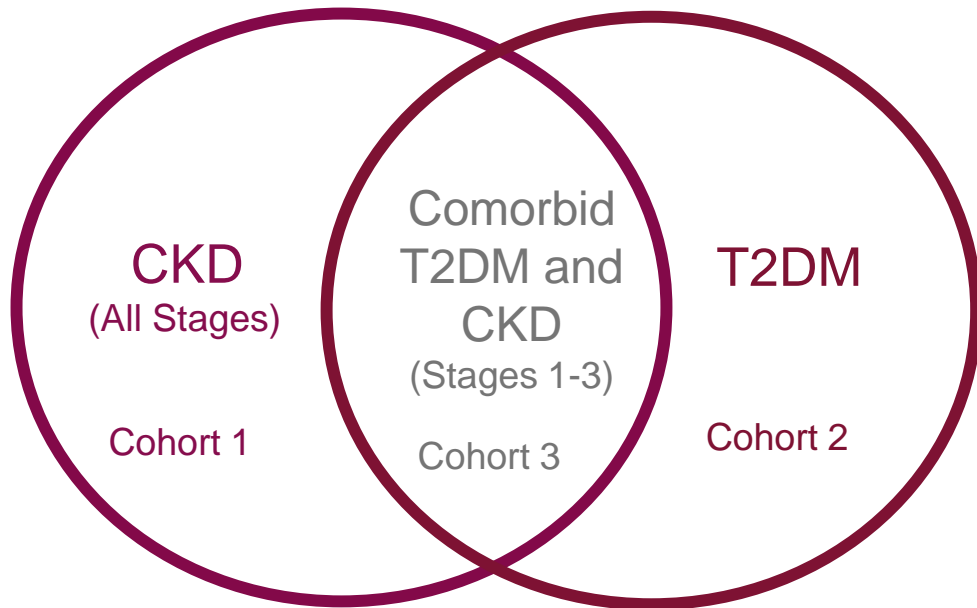 CKD
(All Stages)
Cohort 1
Comorbid
T2DM and
CKD
(Stages 1-3)
Cohort 3
T2DM
Cohort 2